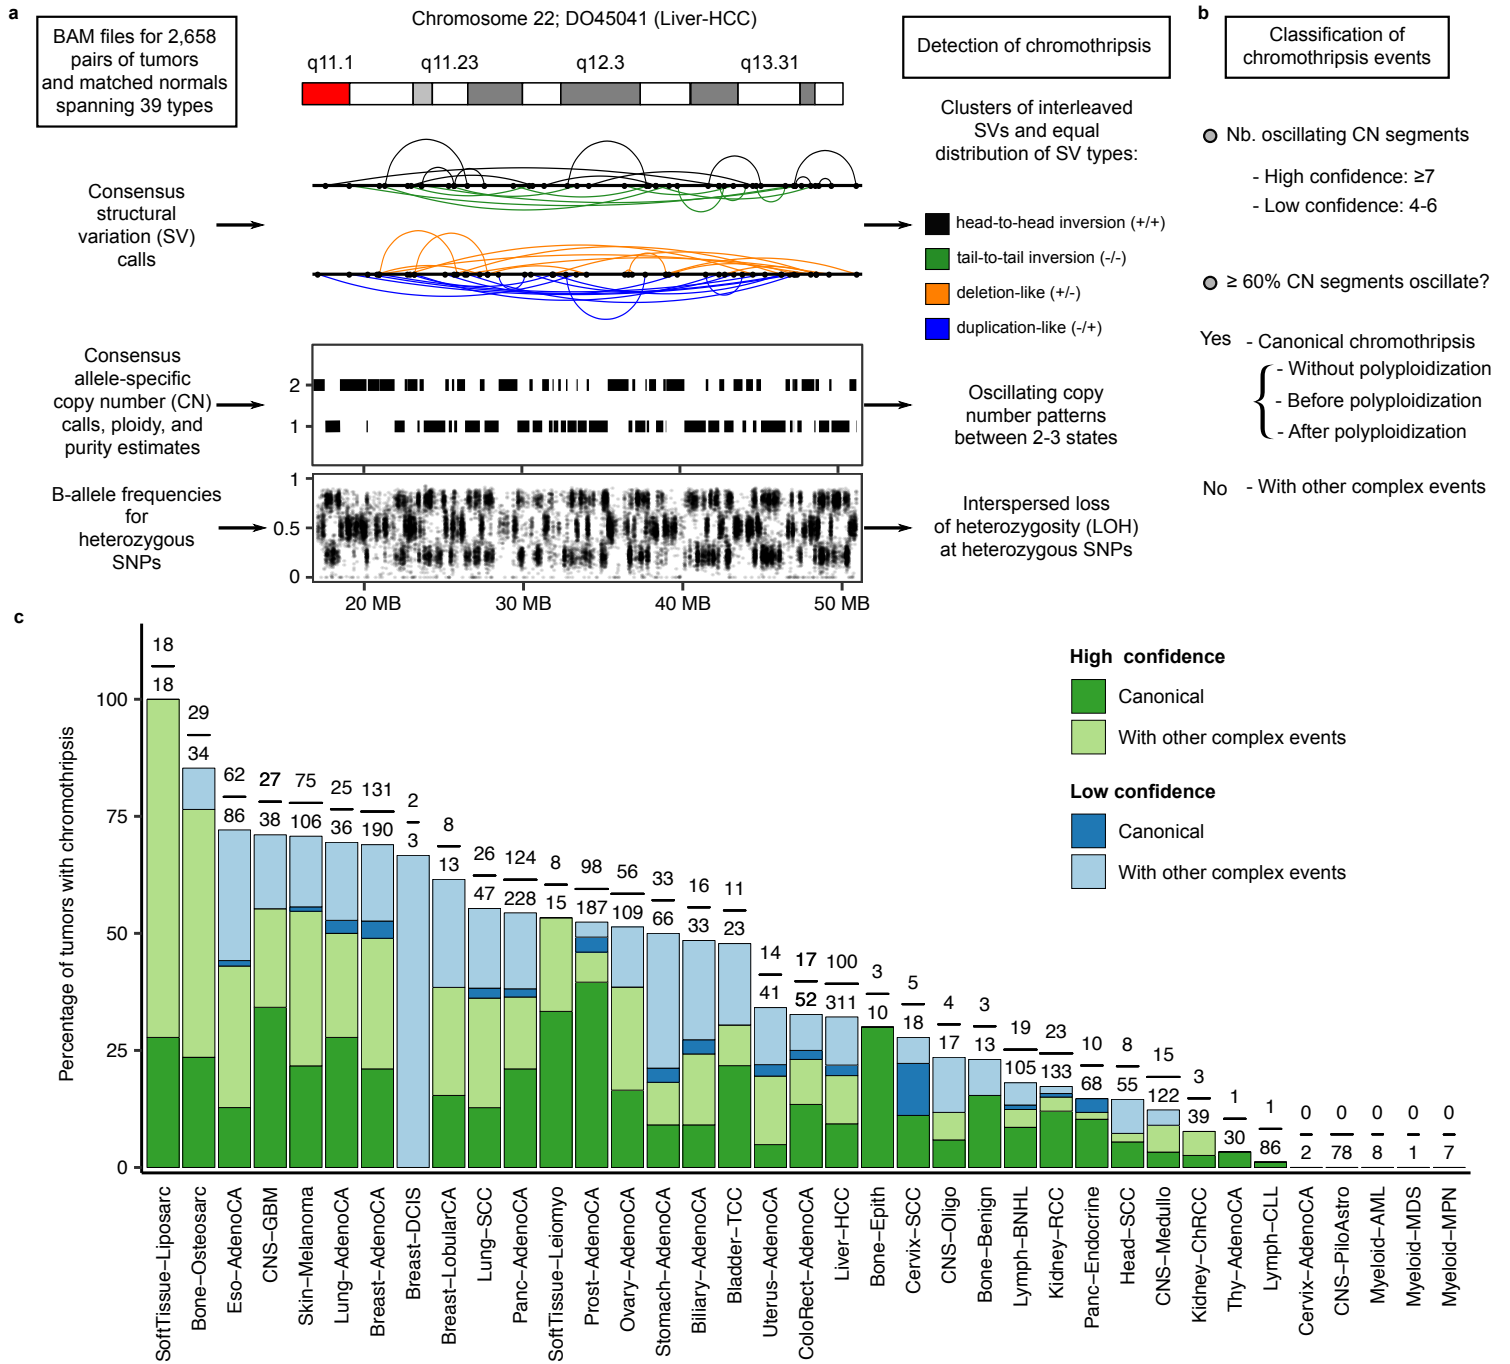 a
BAM files for 2,658
pairs of tumors
and matched normals
spanning 39 types
Chromosome 22; DO45041 (Liver-HCC)
q11.1
q11.23
q12.3
q13.31
Detection of chromothripsis
Consensus
structural
variation (SV)
calls
Clusters of interleaved
SVs and equal
distribution of SV types:
head-to-head inversion (+/+)
tail-to-tail inversion (-/-)
deletion-like (+/-)
duplication-like (-/+)
Consensus
allele-specific
copy number (CN)
calls, ploidy, and
purity estimates
2
1
Oscillating copy
number patterns
between 2-3 states
B-allele frequencies
for
heterozygous
SNPs
1
0.5
0
20 MB
30 MB
40 MB
50 MB
Interspersed loss
of heterozygosity (LOH)
at heterozygous SNPs
b
Classification of
chromothripsis events
Nb. oscillating CN segments
- High confidence: ≥7
- Low confidence: 4-6
≥ 60% CN segments oscillate?
Yes - Canonical chromothripsis
- Without polyploidization
- Before polyploidization
- After polyploidization
No - With other complex events
c
Percentage of tumors with chromothripsis
100
75
50
25
0
High confidence
Canonical
With other complex events
Low confidence
Canonical
With other complex events
18
18
29
34
62
86
27
38
75
106
25
36
131
190
2
3
8
13
26
47
124
228
8
15
98
187
56
109
33
66
16
33
11
23
14
41
17
52
100
311
3
10
5
18
4
17
3
13
19
105
23
133
10
68
8
55
15
122
3
39
1
30
1
86
0
2
0
78
0
8
0
1
0
7
SoftTissue−Liposarc
Bone−Osteosarc
Eso−AdenoCA
CNS−GBM
Skin−Melanoma
Lung−AdenoCA
Breast−AdenoCA
Breast−DCIS
Breast−LobularCA
Lung−SCC
Panc−AdenoCA
SoftTissue−Leiomyo
Prost−AdenoCA
Ovary−AdenoCA
Stomach−AdenoCA
Biliary−AdenoCA
Bladder−TCC
Uterus−AdenoCA
ColoRect−AdenoCA
Liver−HCC
Bone−Epith
Cervix−SCC
CNS−Oligo
Bone−Benign
Lymph−BNHL
Kidney−RCC
Panc−Endocrine
Head−SCC
CNS−Medullo
Kidney−ChRCC
Thy−AdenoCA
Lymph−CLL
Cervix−AdenoCA
CNS−PiloAstro
Myeloid−AML
Myeloid−MDS
Myeloid−MPN